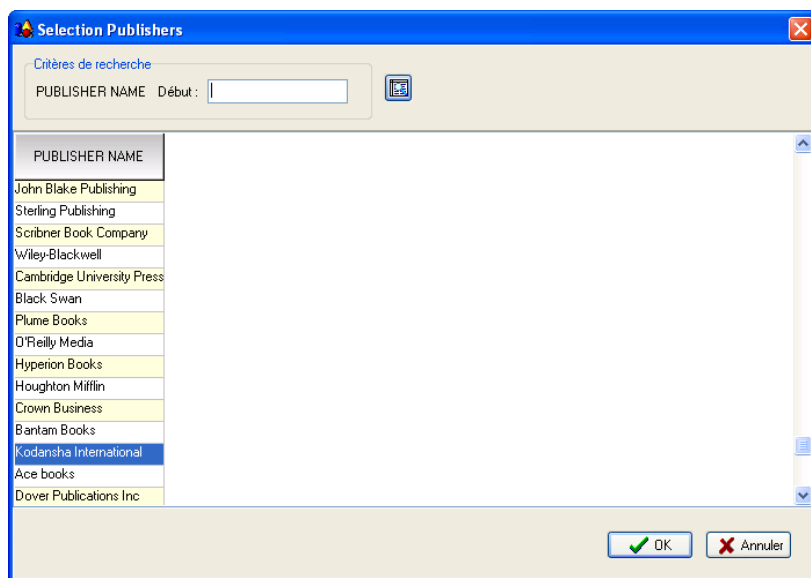 Selection Publishers
Critères de recherche
PUBLISHER NAME Début :
PUBLISHER NAME
John Blake Publishing
Sterling Publishing
Scribner Book Company
Wiley-Blackwell
Cambridge University Press
Black Swan
Plume Books
O'Reilly Media
Hyperion Books
Houghton Mifflin
Crown Business
Bantam Books
Kodansha International
Ace books
Dover Publications Inc
OK Annuler